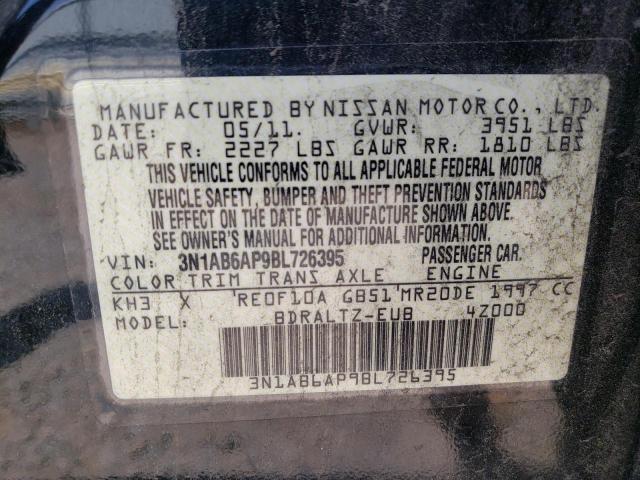 MANUFACTURED BY NISSAN MOTOR CO., LTD.
DATE: 05/11. GVWR: 3951 LBS
GAWR FR: 2227 LBS GAWR RR: 1810 LBS
THIS VEHICLE CONFORMS TO ALL APPLICABLE FEDERAL MOTOR
VEHICLE SAFETY, BUMPER AND THEFT PREVENTION STANDARDS
IN EFFECT ON THE DATE OF MANUFACTURE SHOWN ABOVE.
SEE OWNER'S MANUAL FOR ADDITIONAL INFORMATION.
VIN: 3N1AB6AP9BL726395 PASSENGER CAR.
COLOR TRIM TRANS AXLE ENGINE
KH3 X RE0F10A GB51 MR20DE 1997 CC
MODEL: BDRALTZ-EUB 4Z000
3N1AB6AP9BL726395